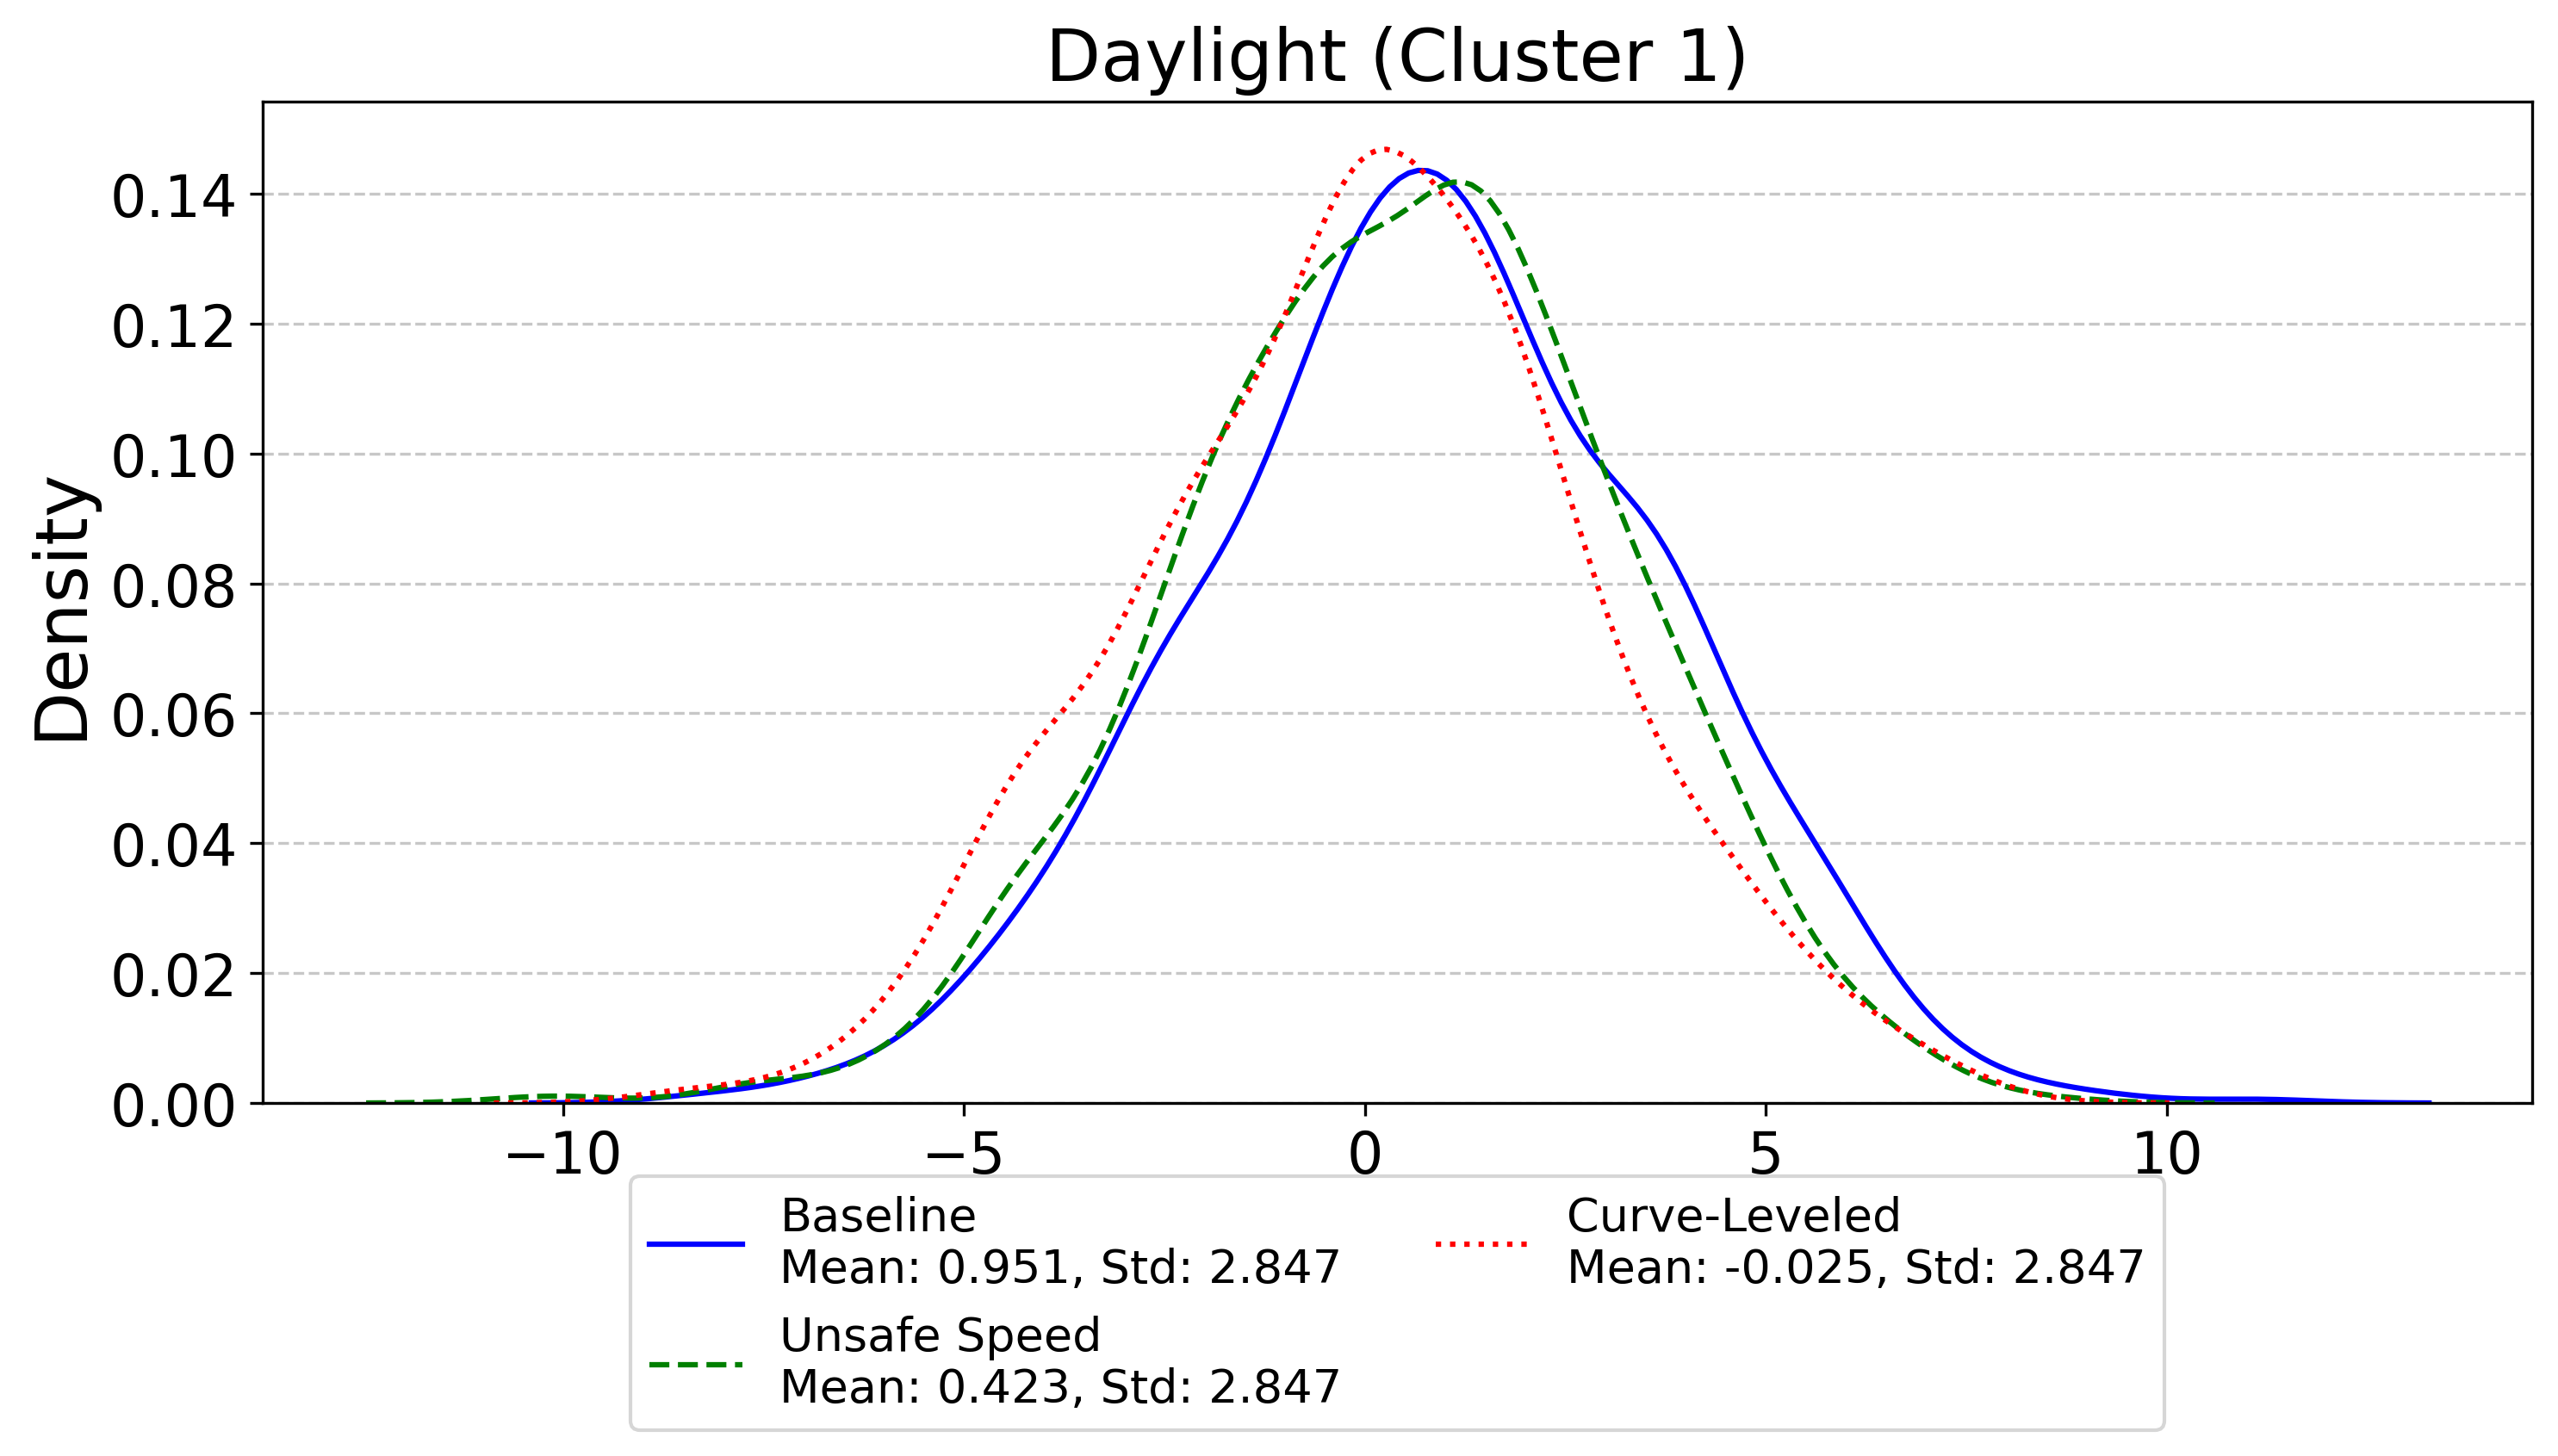 Daylight (Cluster 1)
Density
0.14
0.12
0.10
0.08
0.06
0.04
0.02
0.00
−10 −5 0 5 10
Baseline
Mean: 0.951, Std: 2.847
Unsafe Speed
Mean: 0.423, Std: 2.847
Curve-Leveled
Mean: -0.025, Std: 2.847